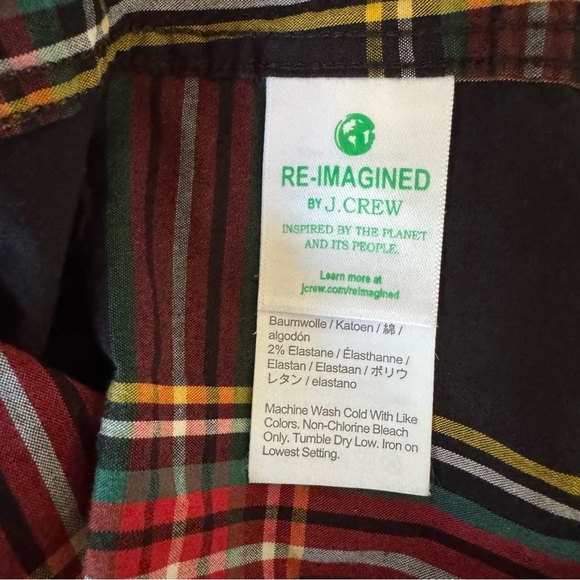 RE-IMAGINED
BY J.CREW
INSPIRED BY THE PLANET
AND ITS PEOPLE.
Learn more at
jcrew.com/reimagined
Baumwolle / Katoen / 綿 /
algodón
2% Elastane / Élasthanne /
Elastan / Elastaan / ポリウ
レタン / elastano
Machine Wash Cold With Like
Colors. Non-Chlorine Bleach
Only. Tumble Dry Low. Iron on
Lowest Setting.